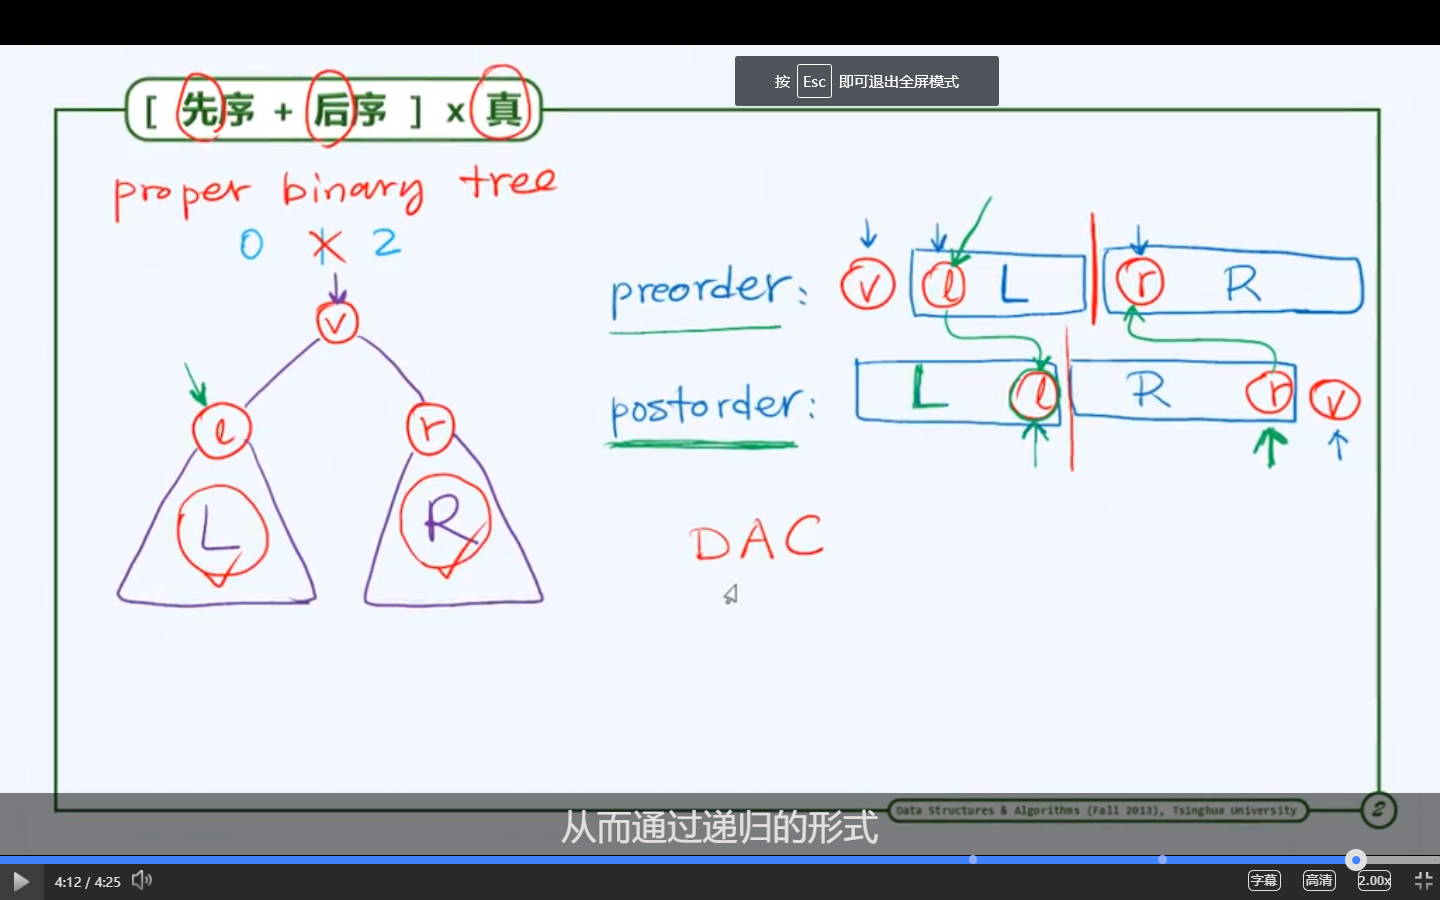 按 Esc 即可退出全屏模式
[ 先序 + 后序 ] x 真
proper binary tree
0 1 2
v
l r
L R
preorder: v l L r R
postorder: L l R r v
DAC
Data Structures & Algorithms (Fall 2013), Tsinghua University 2
从而通过递归的形式
4:12 / 4:25 字幕 高清 2.00x